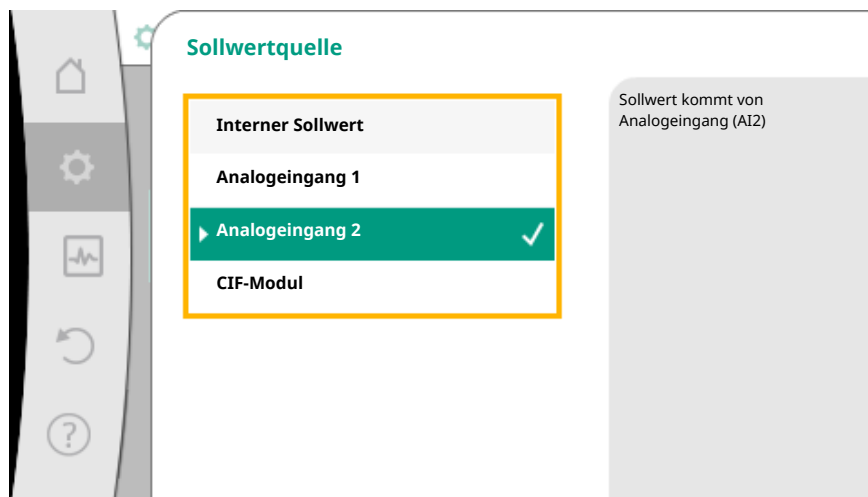 Sollwertquelle
Interner Sollwert
Analogeingang 1
Analogeingang 2
CIF-Modul
Sollwert kommt von
Analogeingang (AI2)
?